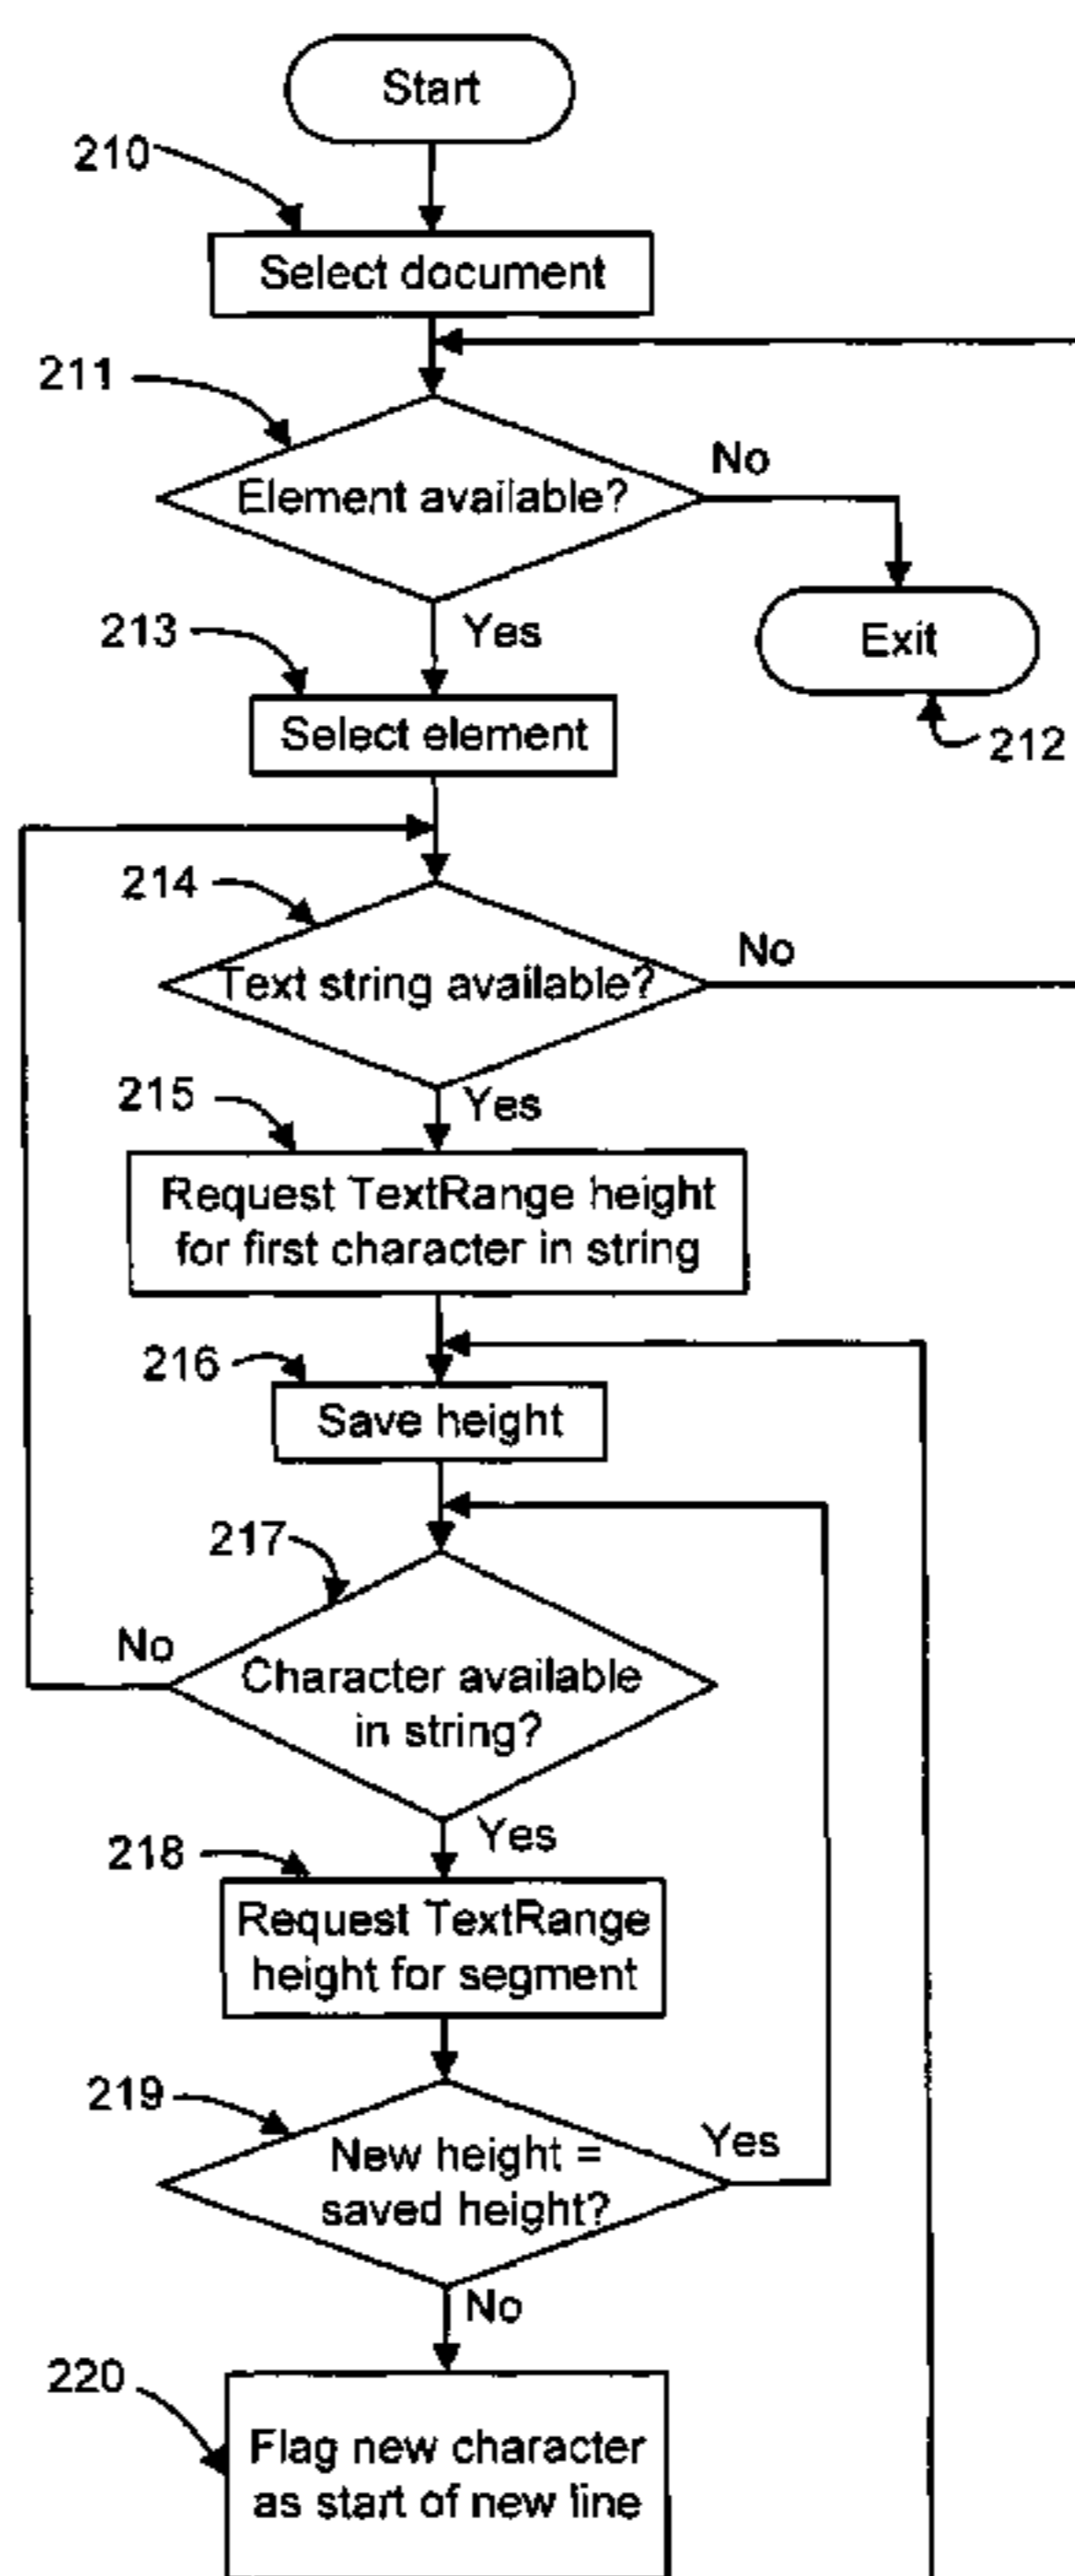 Start
210
Select document
211
Element available?
No
213
Yes
Exit
Select element
212
214
Text string available?
No
215
Yes
Request TextRange height
for first character in string
216
Save height
217
No
Character available
in string?
Yes
218
Request TextRange
height for segment
219
New height =
saved height?
Yes
No
220
Flag new character
as start of new line